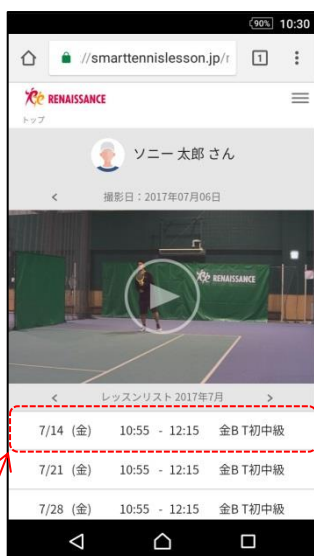 90% 10:30
//smarttennislesson.jp/r 1
RENAISSANCE
トップ
ソニー 太郎 さん
< 撮影日：2017年07月06日
RENAISSANCE
< レッスンリスト 2017年7月 >
7/14 (金) 10:55 - 12:15 金B T初中級
7/21 (金) 10:55 - 12:15 金B T初中級
7/28 (金) 10:55 - 12:15 金B T初中級